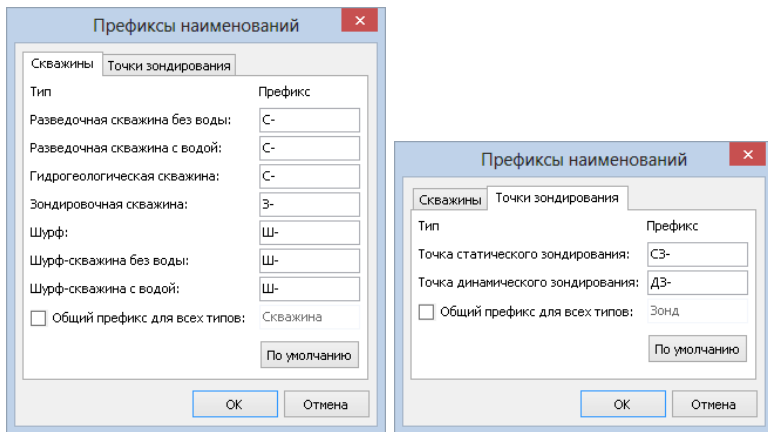 Префиксы наименований
Скважины Точки зондирования
Тип Префикс
Разведочная скважина без воды: С-
Разведочная скважина с водой: С-
Гидрогеологическая скважина: С-
Зондировочная скважина: З-
Шурф: Ш-
Шурф-скважина без воды: Ш-
Шурф-скважина с водой: Ш-
Общий префикс для всех типов: Скважина
По умолчанию
ОК Отмена
Префиксы наименований
Скважины Точки зондирования
Тип Префикс
Точка статического зондирования: СЗ-
Точка динамического зондирования: ДЗ-
Общий префикс для всех типов: Зонд
По умолчанию
ОК Отмена